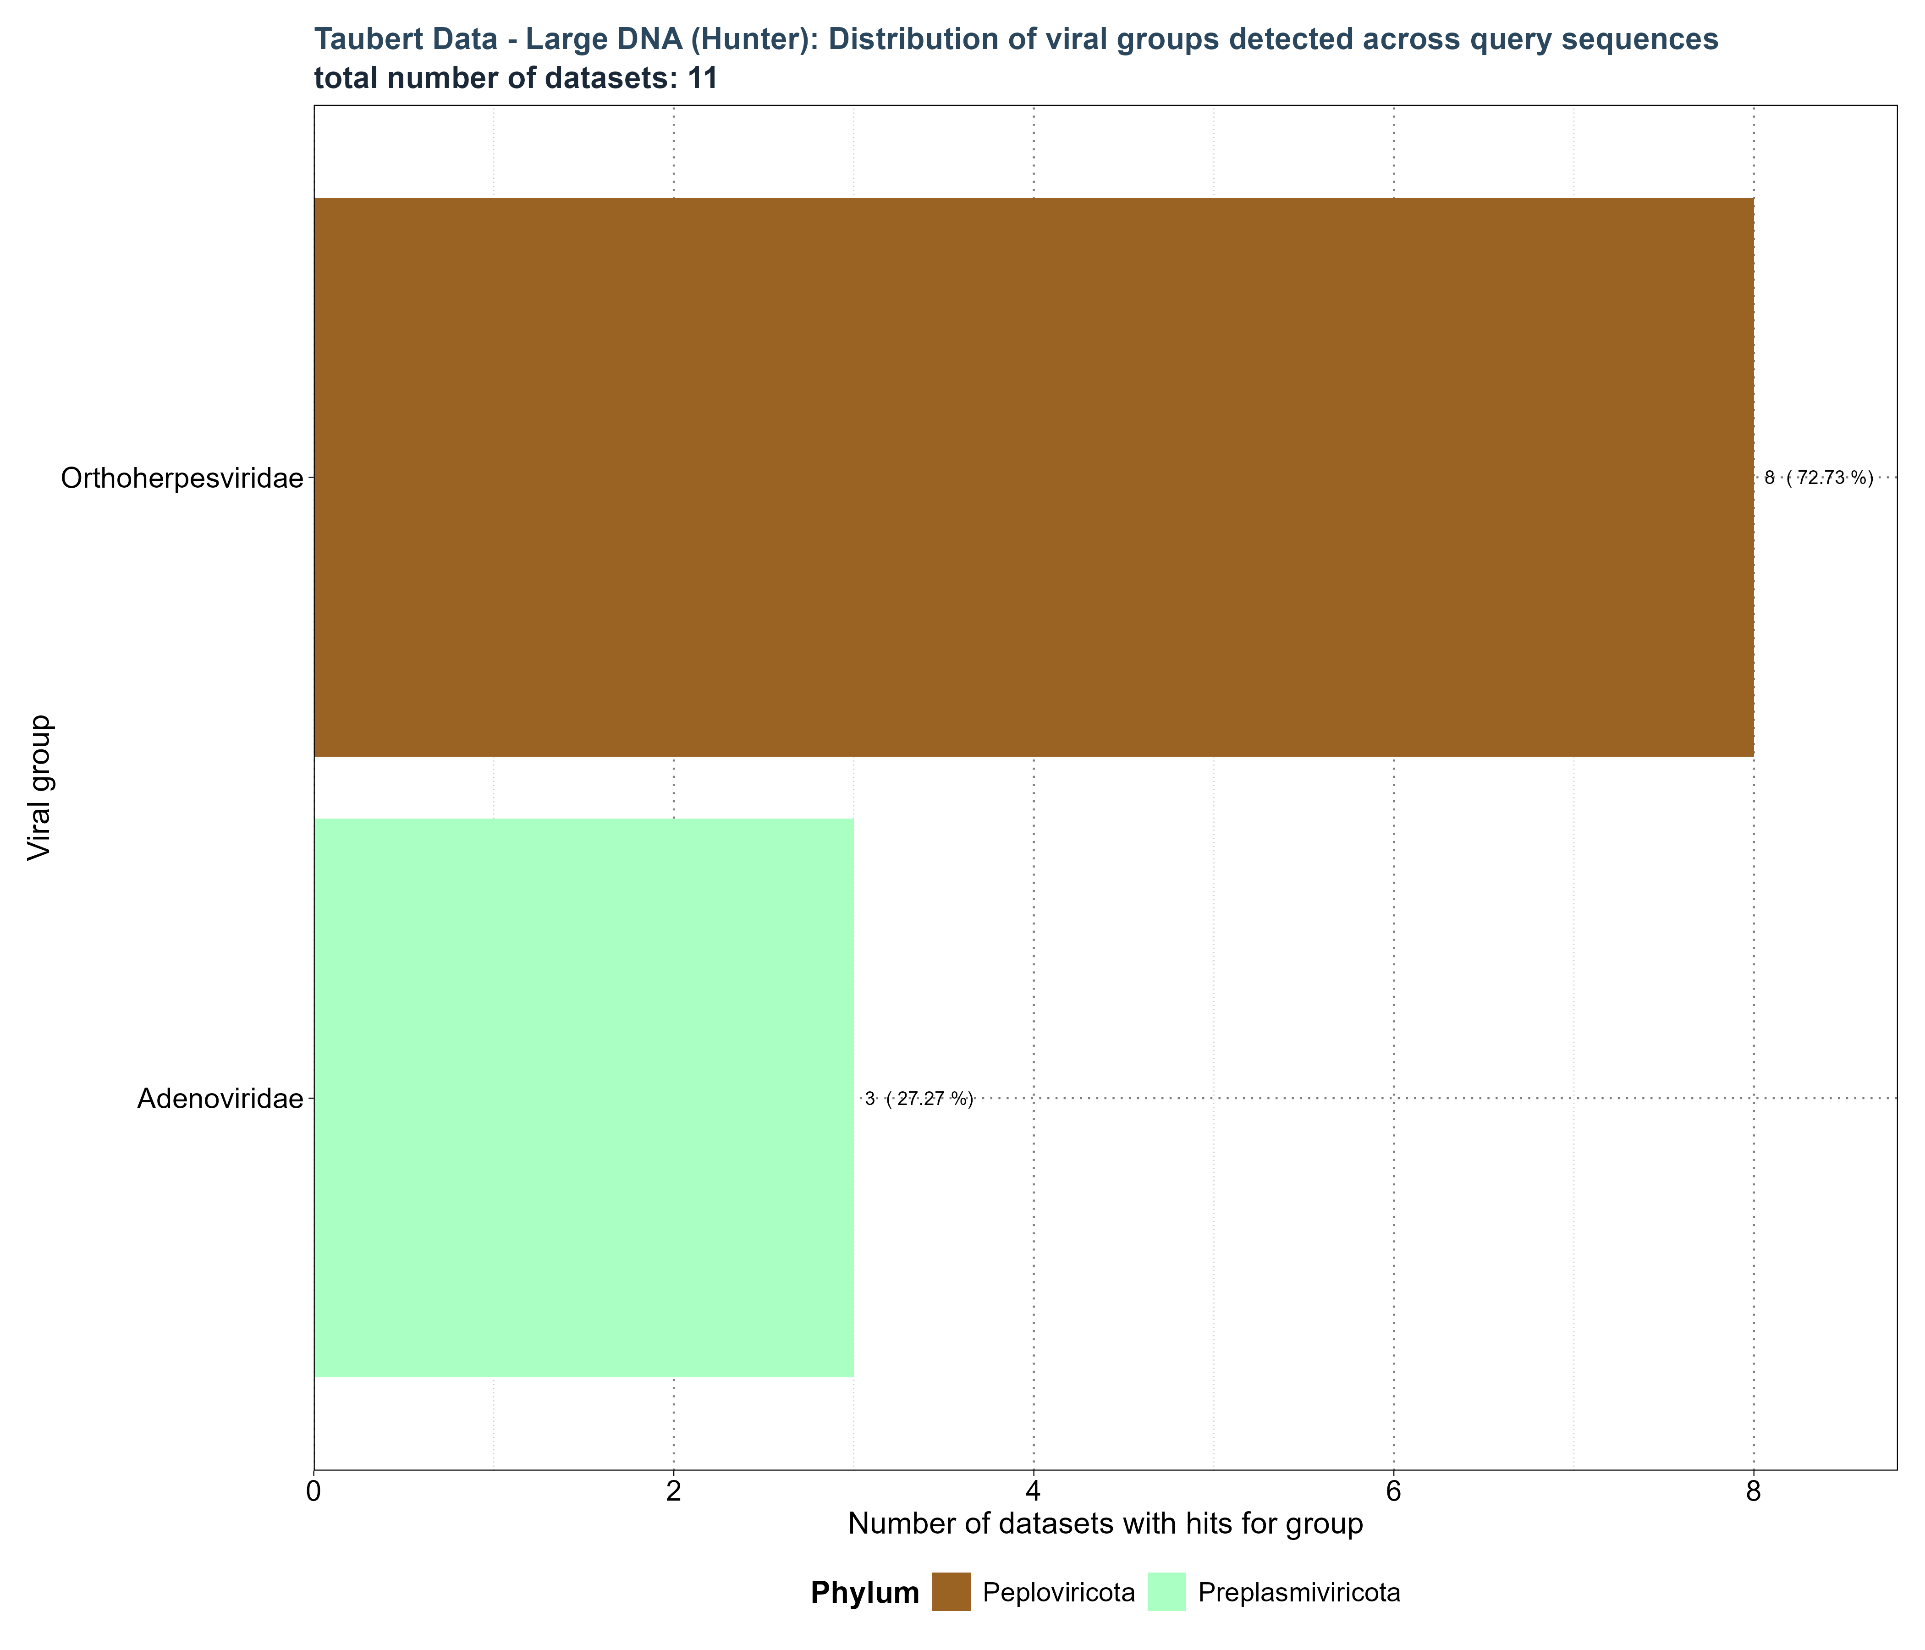 Taubert Data - Large DNA (Hunter): Distribution of viral groups detected across query sequences
total number of datasets: 11
Viral group
Orthoherpesviridae
8 ( 72.73 %)
Adenoviridae
3 ( 27.27 %)
0 2 4 6 8
Number of datasets with hits for group
Phylum Peploviricota Preplasmiviricota